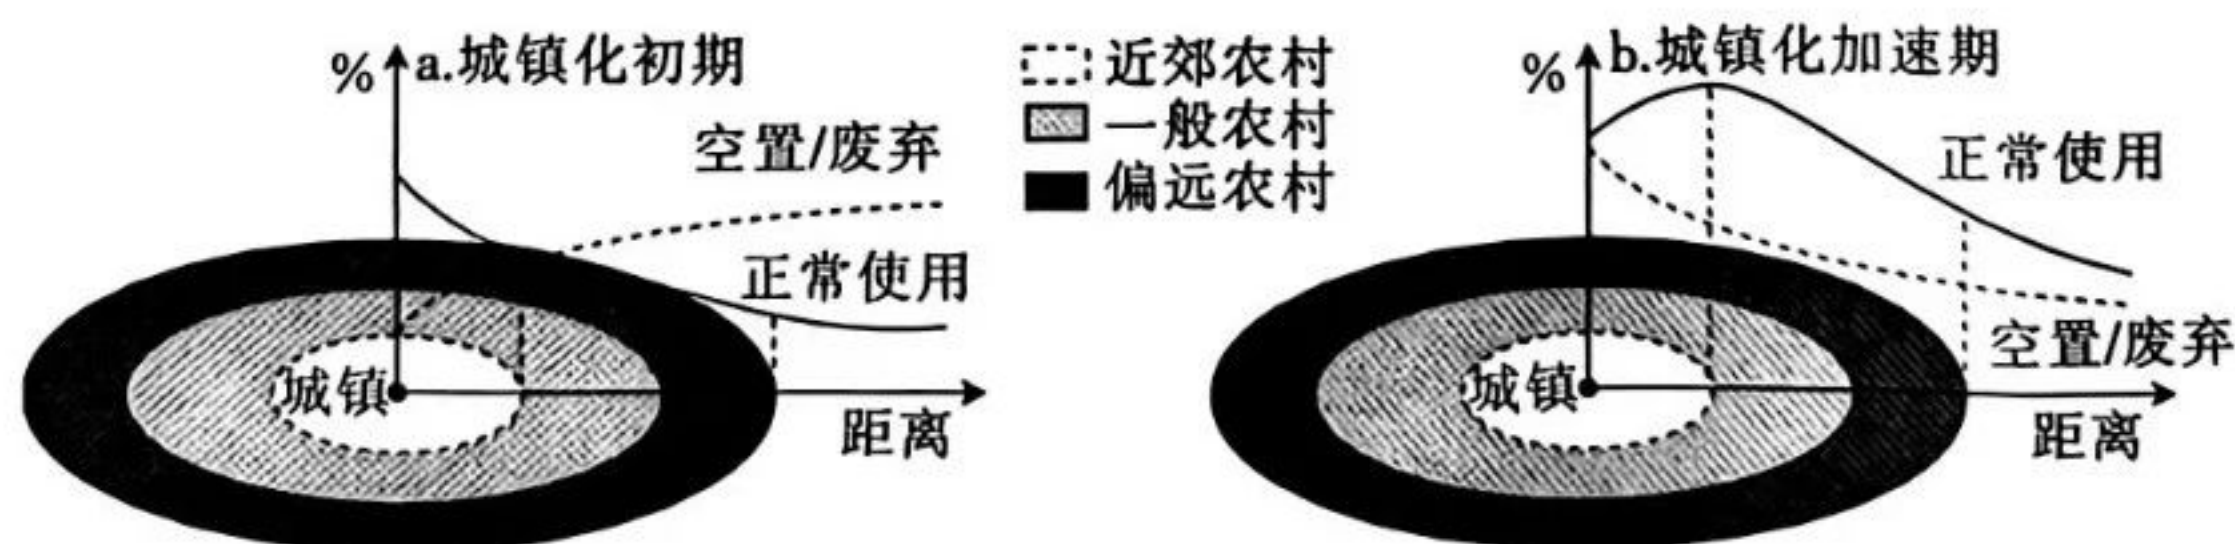 % a.城镇化初期
空置/废弃
正常使用
城镇
距离
近郊农村
一般农村
偏远农村
% b.城镇化加速期
正常使用
空置/废弃
城镇
距离